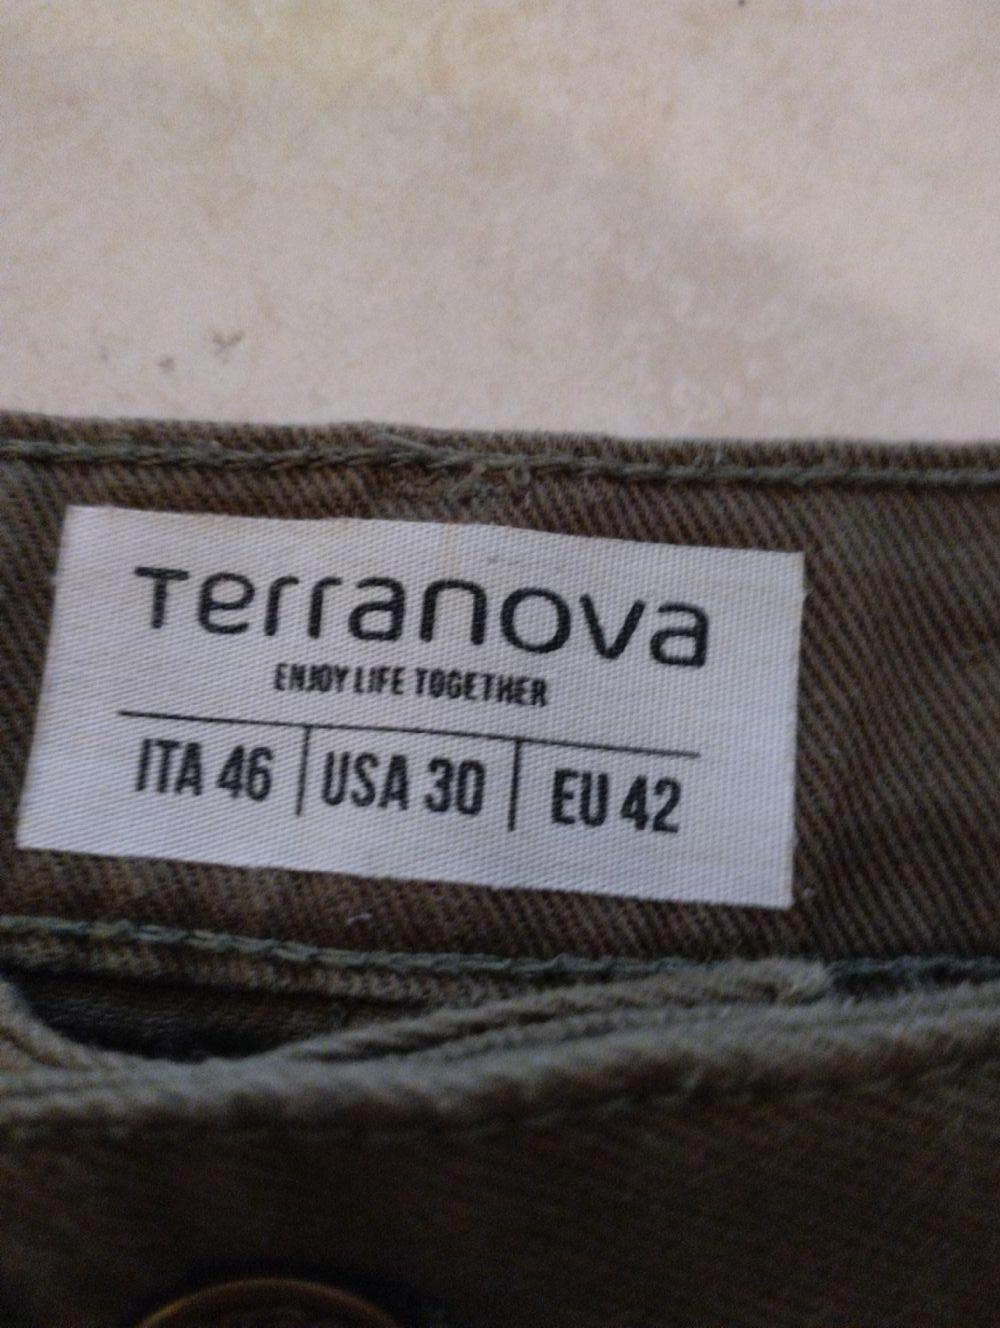 Terranova
ENJOY LIFE TOGETHER
ITA 46 | USA 30 | EU 42